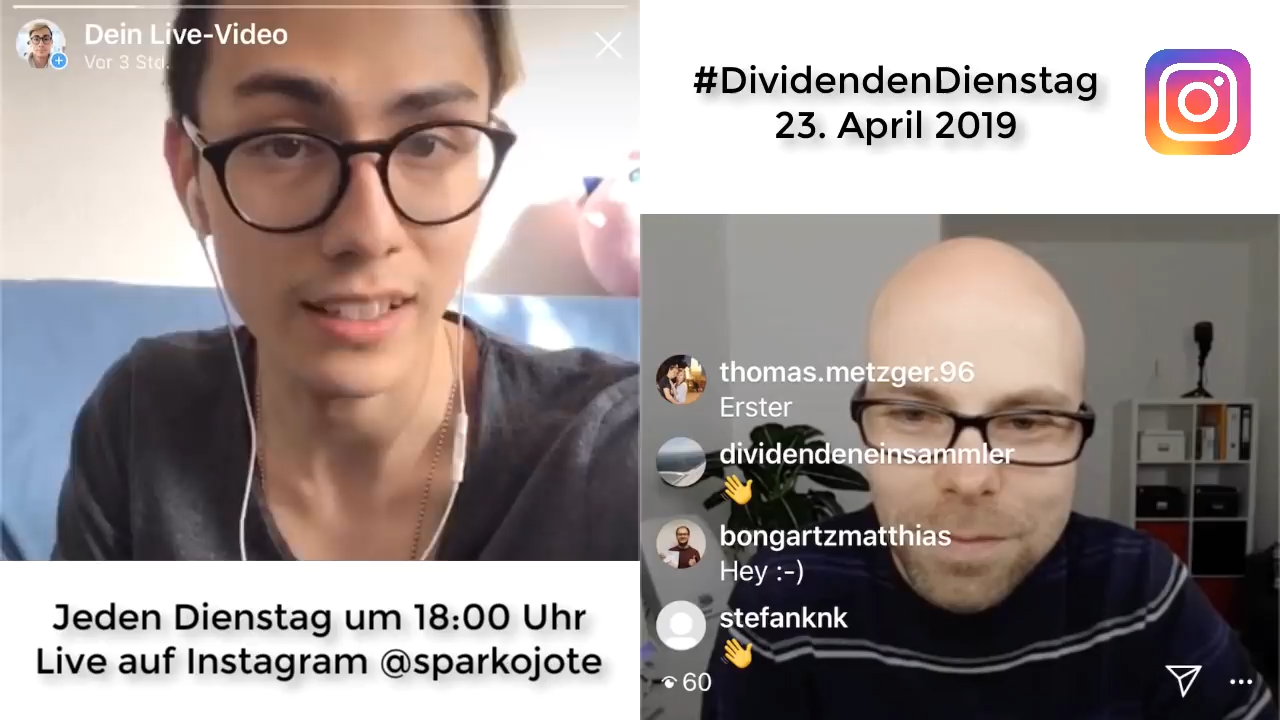 Dein Live-Video
Vor 3 Std.
#DividendenDienstag
23. April 2019
thomas.metzger.96
Erster
dividendeneinsammler
👋
bongartzmatthias
Hey :-)
stefanknk
👋
60
Jeden Dienstag um 18:00 Uhr
Live auf Instagram @sparkojote